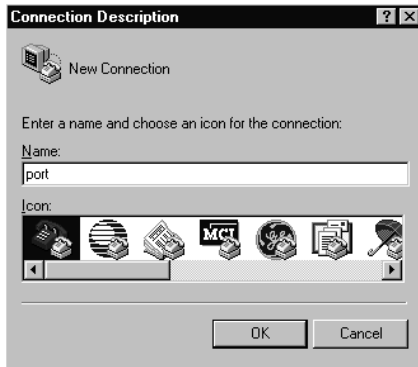 Connection Description
New Connection
Enter a name and choose an icon for the connection:
Name:
port
Icon:
MCI
OK
Cancel